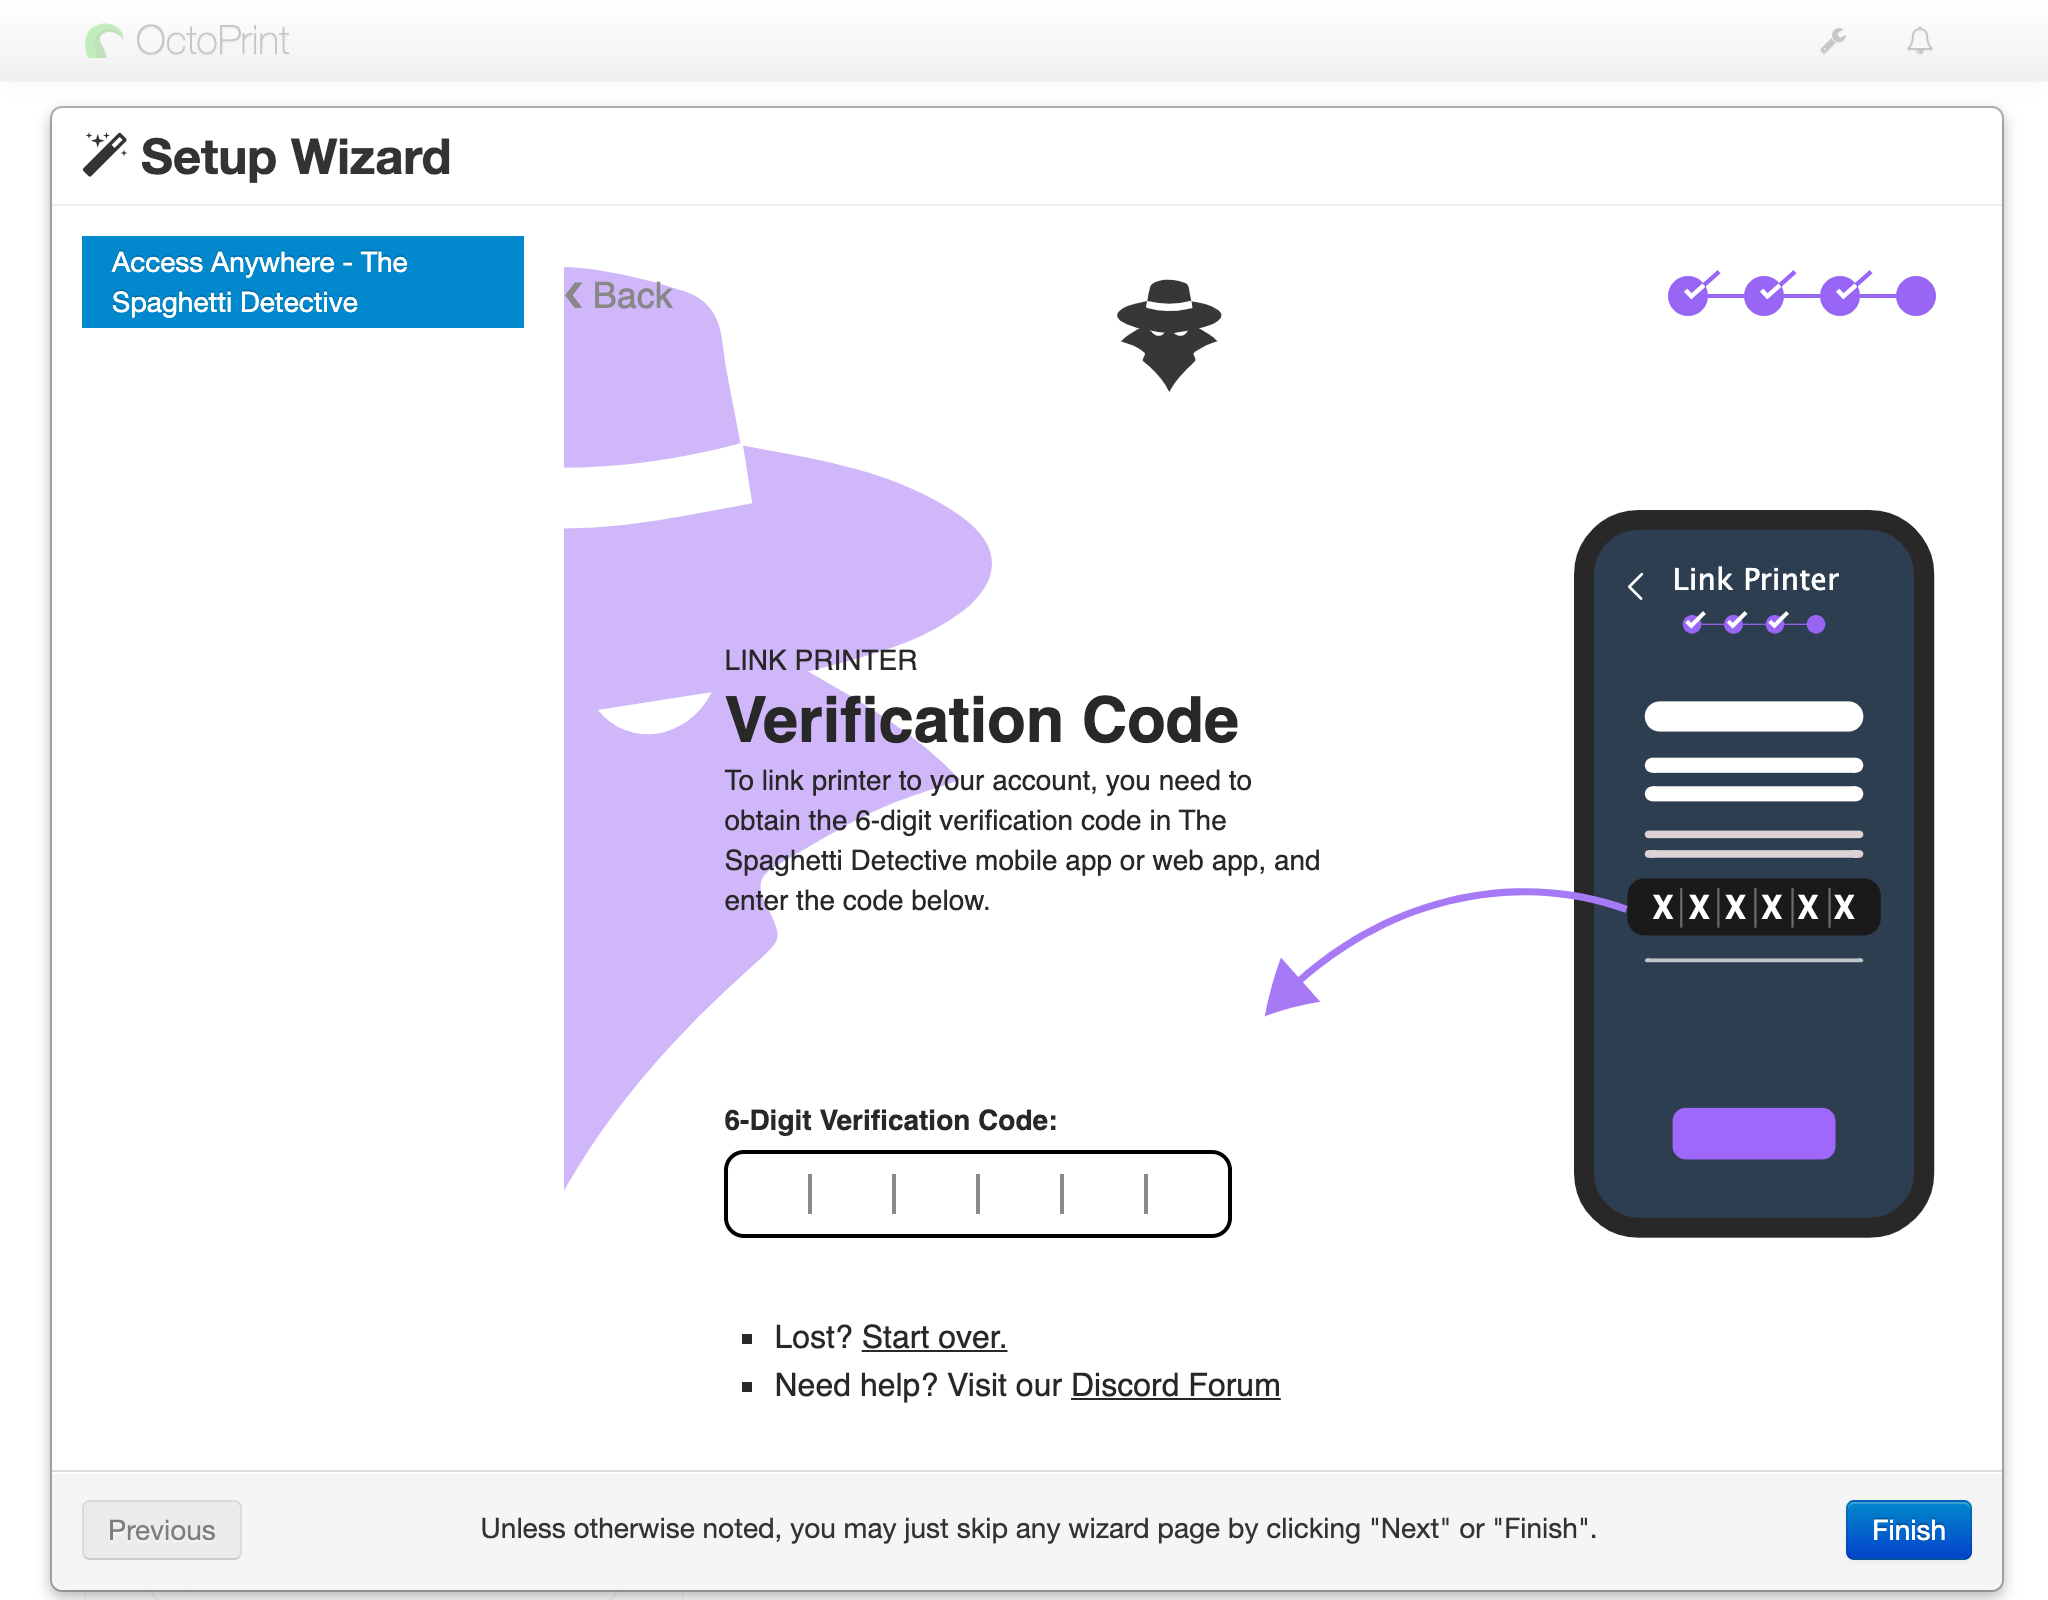 OctoPrint
Setup Wizard
Access Anywhere - The
Spaghetti Detective
Back
LINK PRINTER
Verification Code
To link printer to your account, you need to
obtain the 6-digit verification code in The
Spaghetti Detective mobile app or web app, and
enter the code below.
Link Printer
X X X X X X
6-Digit Verification Code:
Lost? Start over.
Need help? Visit our Discord Forum
Previous
Unless otherwise noted, you may just skip any wizard page by clicking "Next" or "Finish".
Finish